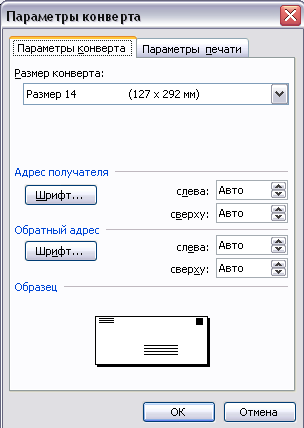 Параметры конверта
Параметры конверта Параметры печати
Размер конверта:
Размер 14 (127 x 292 мм)
Адрес получателя
Шрифт... слева: Авто
сверху: Авто
Обратный адрес
Шрифт... слева: Авто
сверху: Авто
Образец
ОК Отмена